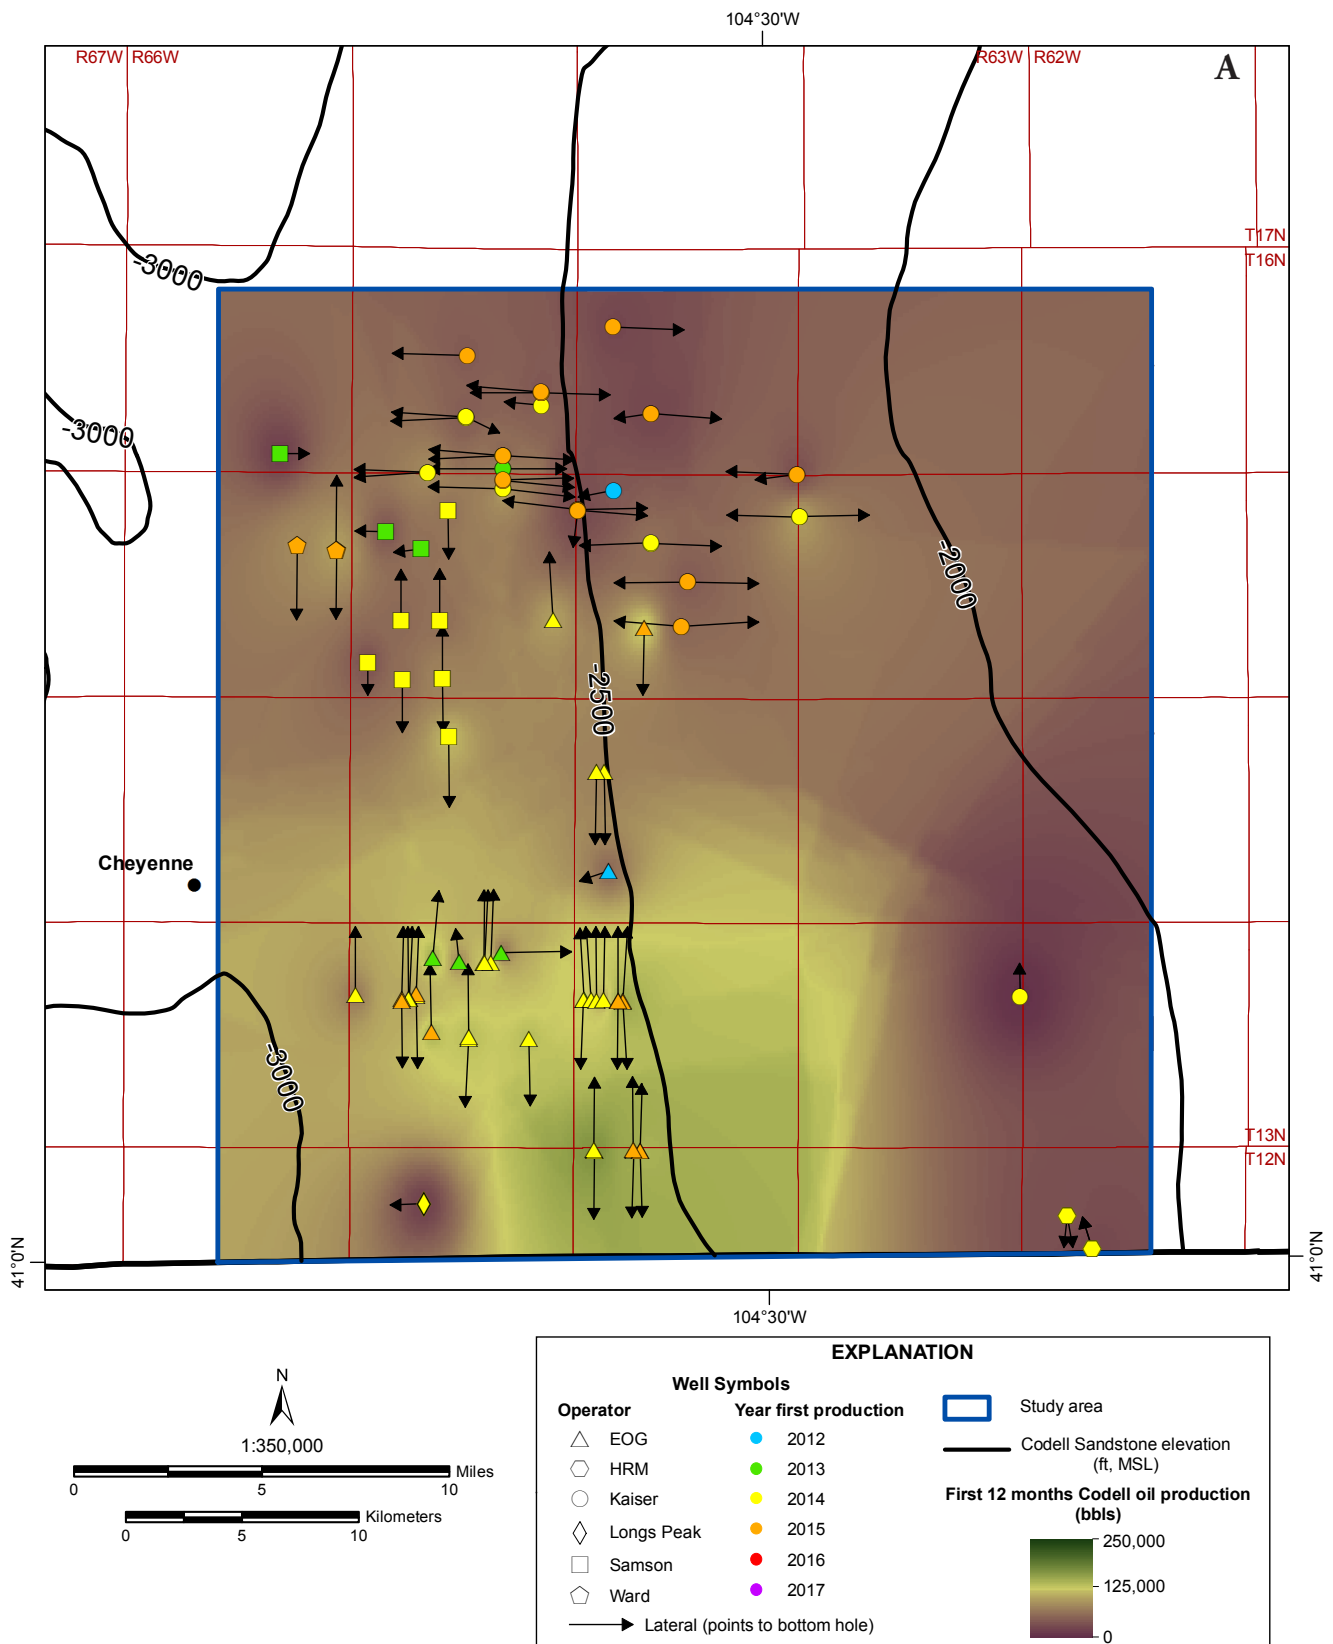 104°30'W
R67W R66W
R63W R62W
A
T17N
T16N
-3000
-3000
-2000
-2500
Cheyenne
-3000
T13N
T12N
41°0'N
41°0'N
104°30'W
N
1:350,000
Miles
0 5 10
Kilometers
0 5 10
EXPLANATION
Well Symbols
Operator
EOG
HRM
Kaiser
Longs Peak
Samson
Ward
Year first production
2012
2013
2014
2015
2016
2017
Lateral (points to bottom hole)
Study area
Codell Sandstone elevation
(ft, MSL)
First 12 months Codell oil production
(bbls)
250,000
125,000
0